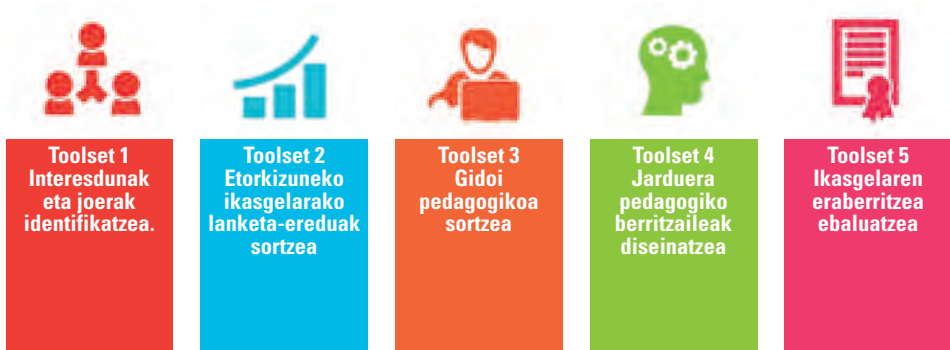 Toolset 1
Interesdunak
eta joerak
identifikatzea.
Toolset 2
Etorkizuneko
ikasgelarako
lanketa-ereduak
sortzea
Toolset 3
Gidoi
pedagogikoa
sortzea
Toolset 4
Jarduera
pedagogiko
berritzaileak
diseinatzea
Toolset 5
Ikasgelaren
eraberritzea
ebaluatzea